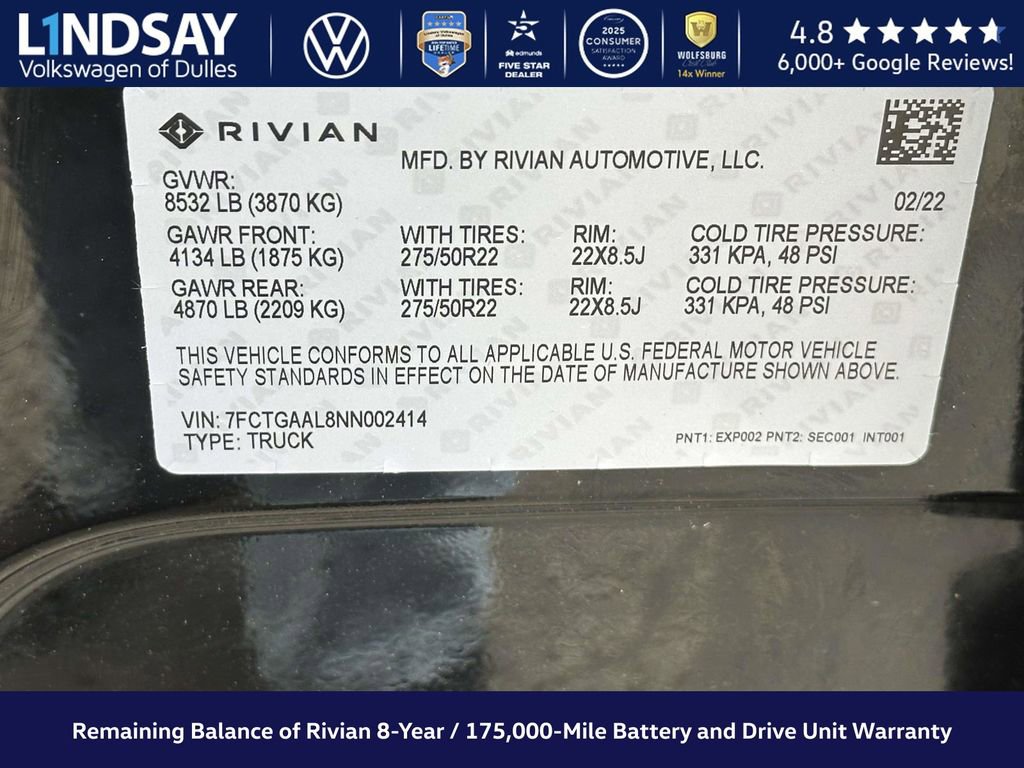 L1NDSAY
Volkswagen of Dulles
LIFETIME
edmunds
FIVE STAR
DEALER
2025
CONSUMER
SATISFACTION
AWARD
WOLFSBURG
14x Winner
4.8
6,000+ Google Reviews!
RIVIAN
MFD. BY RIVIAN AUTOMOTIVE, LLC.
GVWR:
8532 LB (3870 KG) 02/22
GAWR FRONT: WITH TIRES: RIM: COLD TIRE PRESSURE:
4134 LB (1875 KG) 275/50R22 22X8.5J 331 KPA, 48 PSI
GAWR REAR: WITH TIRES: RIM: COLD TIRE PRESSURE:
4870 LB (2209 KG) 275/50R22 22X8.5J 331 KPA, 48 PSI
THIS VEHICLE CONFORMS TO ALL APPLICABLE U.S. FEDERAL MOTOR VEHICLE
SAFETY STANDARDS IN EFFECT ON THE DATE OF MANUFACTURE SHOWN ABOVE.
VIN: 7FCTGAAL8NN002414
TYPE: TRUCK PNT1: EXP002 PNT2: SEC001 INT001
Remaining Balance of Rivian 8-Year / 175,000-Mile Battery and Drive Unit Warranty